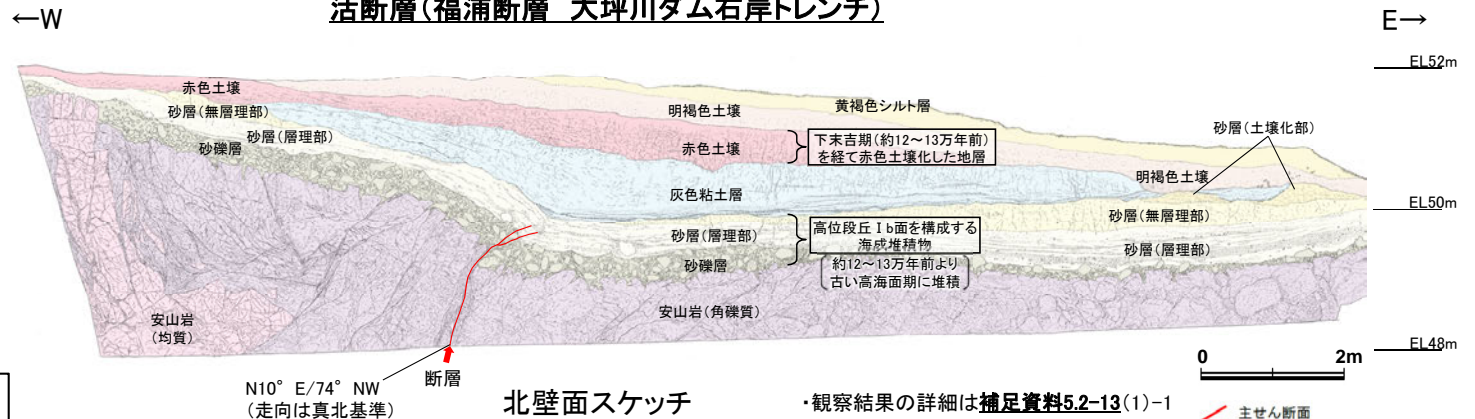 活断層(福浦断層 大坪川ダム右岸トレンチ)
←W
E→
EL52m
赤色土壌
砂層(無層理部)
砂層(層理部)
砂礫層
明褐色土壌
黄褐色シルト層
赤色土壌
下末吉期(約12~13万年前)
を経て赤色土壌化した地層
砂層(土壌化部)
明褐色土壌
灰色粘土層
EL50m
砂層(無層理部)
砂層(層理部)
高位段丘Ⅰb面を構成する
海成堆積物
砂層(層理部)
砂礫層
約12~13万年前より
古い高海面期に堆積
安山岩(角礫質)
安山岩
(均質)
EL48m
0 2m
断層
N10° E/74° NW
(走向は真北基準)
北壁面スケッチ
・観察結果の詳細は補足資料5.2-13(1)-1
主せん断面